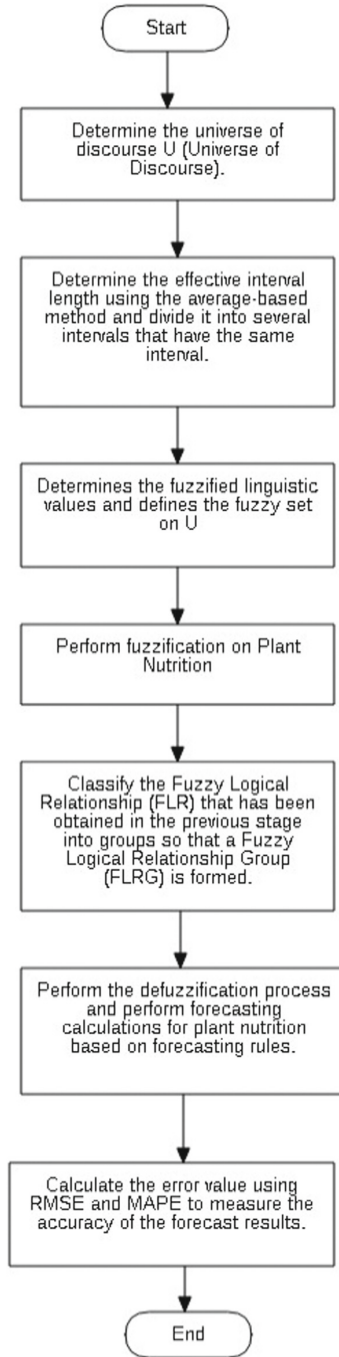 Start
Determine the universe of
discourse U (Universe of
Discourse).
Determine the effective interval
length using the average-based
method and divide it into several
intervals that have the same
interval.
Determines the fuzzified linguistic
values and defines the fuzzy set
on U
Perform fuzzification on Plant
Nutrition
Classify the Fuzzy Logical
Relationship (FLR) that has been
obtained in the previous stage
into groups so that a Fuzzy
Logical Relationship Group
(FLRG) is formed.
Perform the defuzzification process
and perform forecasting
calculations for plant nutrition
based on forecasting rules.
Calculate the error value using
RMSE and MAPE to measure the
accuracy of the forecast results.
End